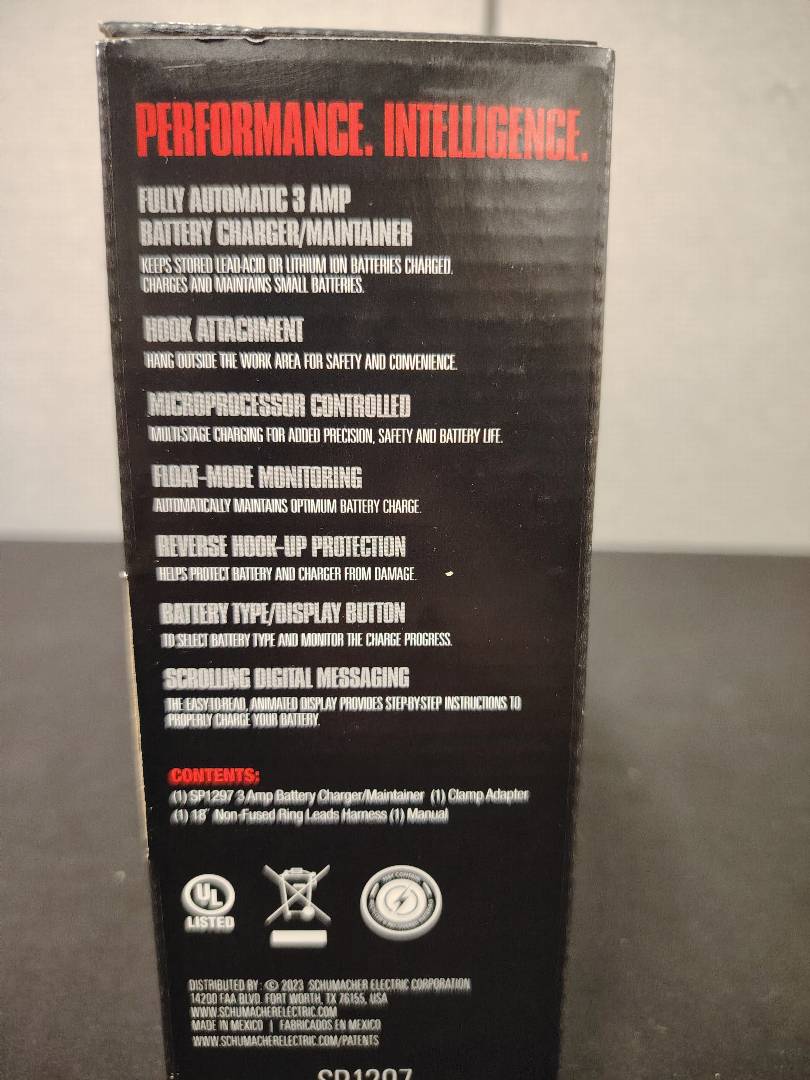 PERFORMANCE. INTELLIGENCE.
FULLY AUTOMATIC 3 AMP
BATTERY CHARGER/MAINTAINER
KEEPS STORED LEAD-ACID OR LITHIUM ION BATTERIES CHARGED.
CHARGES AND MAINTAINS SMALL BATTERIES.
HOOK ATTACHMENT
HANG OUTSIDE THE WORK AREA FOR SAFETY AND CONVENIENCE.
MICROPROCESSOR CONTROLLED
MULTI-STAGE CHARGING FOR ADDED PRECISION, SAFETY AND BATTERY LIFE.
FLOAT-MODE MONITORING
AUTOMATICALLY MAINTAINS OPTIMUM BATTERY CHARGE.
REVERSE HOOK-UP PROTECTION
HELPS PROTECT BATTERY AND CHARGER FROM DAMAGE.
BATTERY TYPE/DISPLAY BUTTON
TO SELECT BATTERY TYPE AND MONITOR THE CHARGE PROGRESS.
SCROLLING DIGITAL MESSAGING
THE EASY-TO-READ, ANIMATED DISPLAY PROVIDES STEP-BY-STEP INSTRUCTIONS TO
PROPERLY CHARGE YOUR BATTERY.
CONTENTS:
(1) SP1297 3 Amp Battery Charger/Maintainer (1) Clamp Adapter
(1) 18" Non-Fused Ring Leads Harness (1) Manual
UL
LISTED
DISTRIBUTED BY: © 2023 SCHUMACHER ELECTRIC CORPORATION
14200 FAA BLVD. FORT WORTH, TX 76155, USA
WWW.SCHUMACHERELECTRIC.COM
MADE IN MEXICO | FABRICADOS EN MEXICO
WWW.SCHUMACHERELECTRIC.COM/PATENTS
SP1297